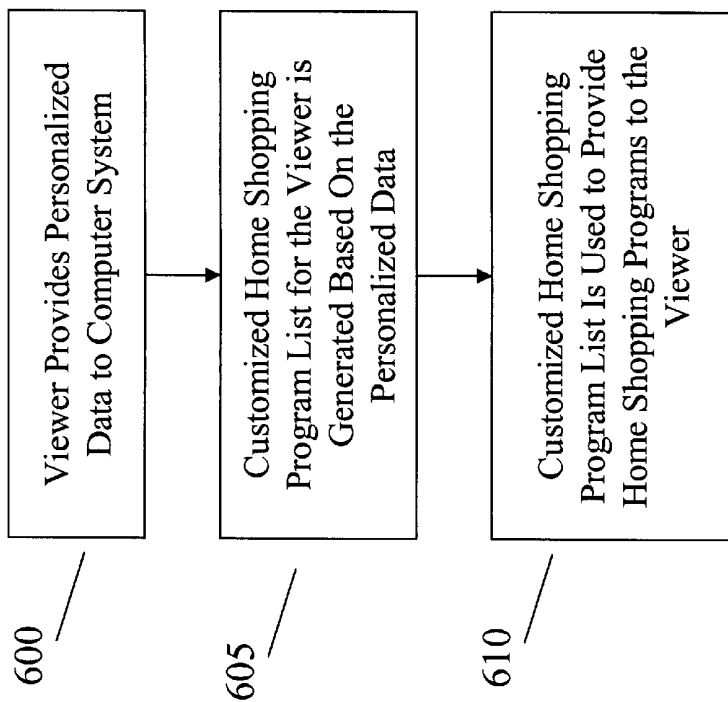 600
Viewer Provides Personalized
Data to Computer System
605
Customized Home Shopping
Program List for the Viewer is
Generated Based On the
Personalized Data
610
Customized Home Shopping
Program List Is Used to Provide
Home Shopping Programs to the
Viewer